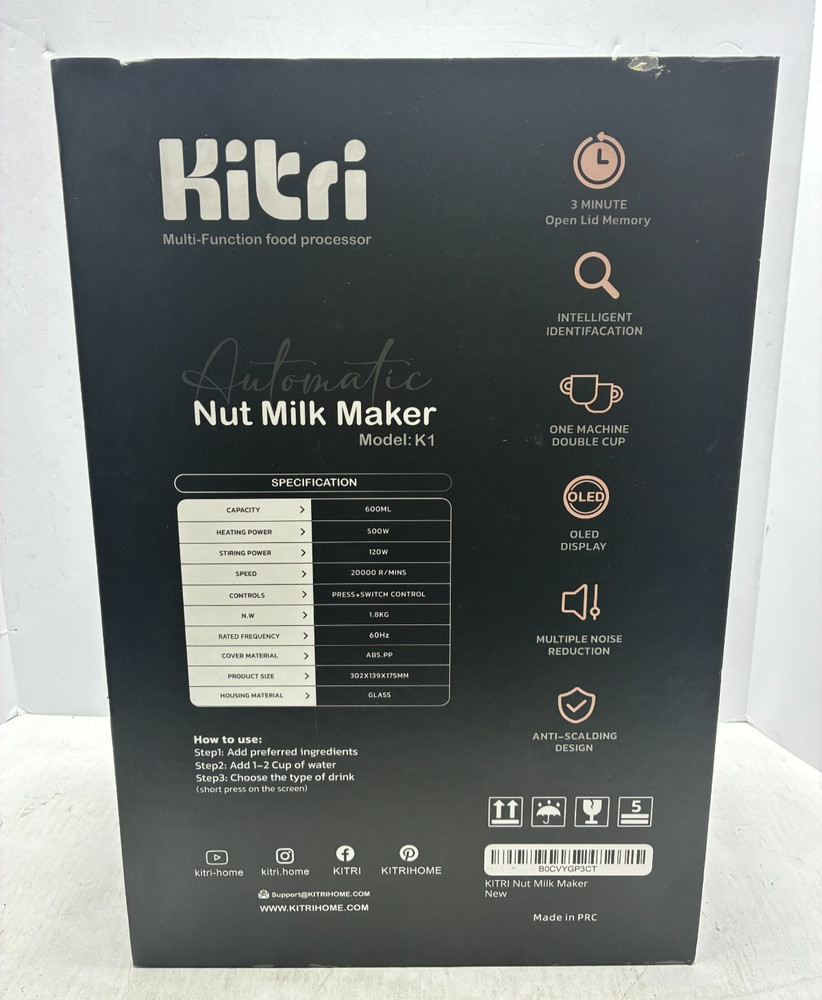 Kitri
Multi-Function food processor
Automatic
Nut Milk Maker
Model:K1
SPECIFICATION
CAPACITY > 600ML
HEATING POWER > 500W
STIRING POWER > 120W
SPEED > 20000 R/MINS
CONTROLS > PRESS+SWITCH CONTROL
N.W > 1.8KG
RATED FREQUENCY > 60Hz
COVER MATERIAL > ABS.PP
PRODUCT SIZE > 302X139X175MM
HOUSING MATERIAL > GLASS
How to use:
Step1: Add preferred ingredients
Step2: Add 1-2 Cup of water
Step3: Choose the type of drink
(short press on the screen)
kitri-home
kitri.home
KITRI
KITRIHOME
Support@KITRIHOME.COM
WWW.KITRIHOME.COM
3 MINUTE
Open Lid Memory
INTELLIGENT
IDENTIFACATION
ONE MACHINE
DOUBLE CUP
OLED
OLED
DISPLAY
MULTIPLE NOISE
REDUCTION
ANTI-SCALDING
DESIGN
5
B0CVYGP3CT
KITRI Nut Milk Maker
New
Made in PRC